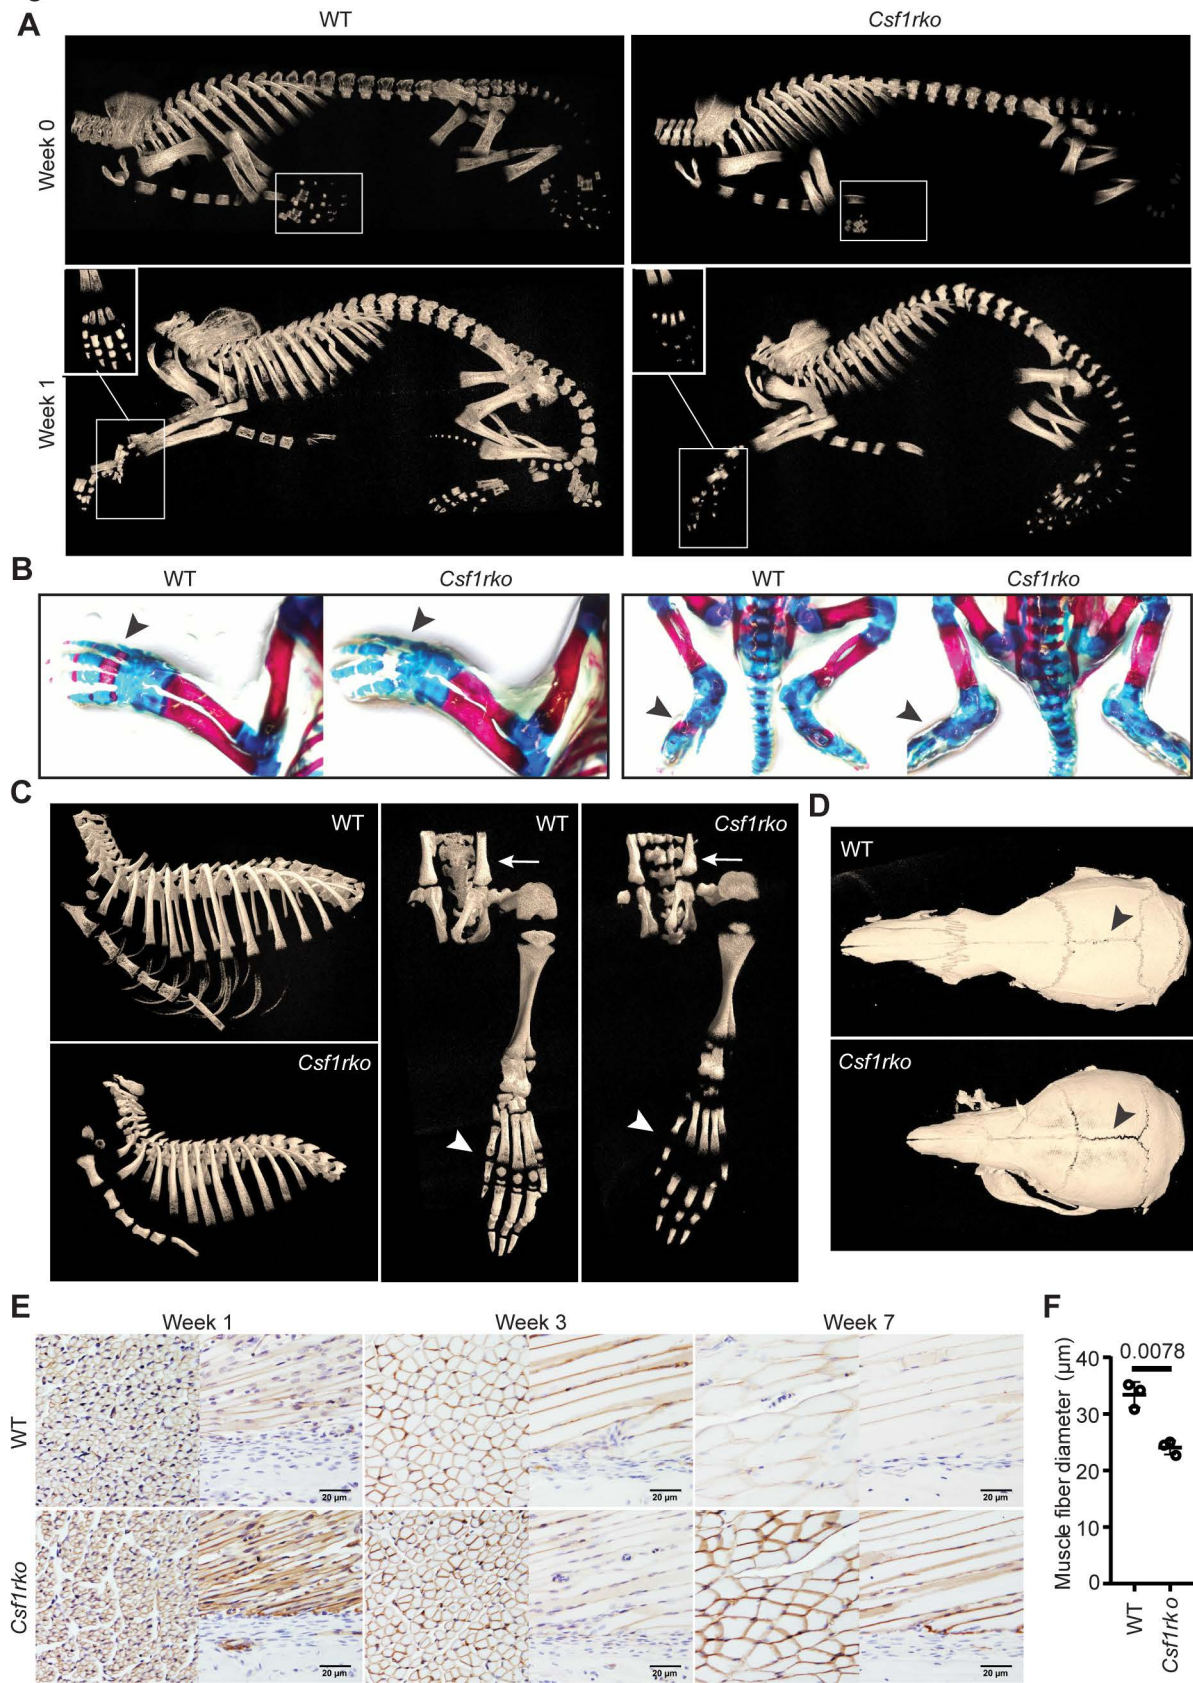 A
WT
Csf1rko
Week 0
Week 1
B
WT
Csf1rko
WT
Csf1rko
C
WT
Csf1rko
WT
Csf1rko
D
WT
Csf1rko
E
Week 1
Week 3
Week 7
WT
20 µm
20 µm
20 µm
Csf1rko
20 µm
20 µm
20 µm
F
0.0078
Muscle fiber diameter (µm)
40
30
20
10
0
WT
Csf1rko